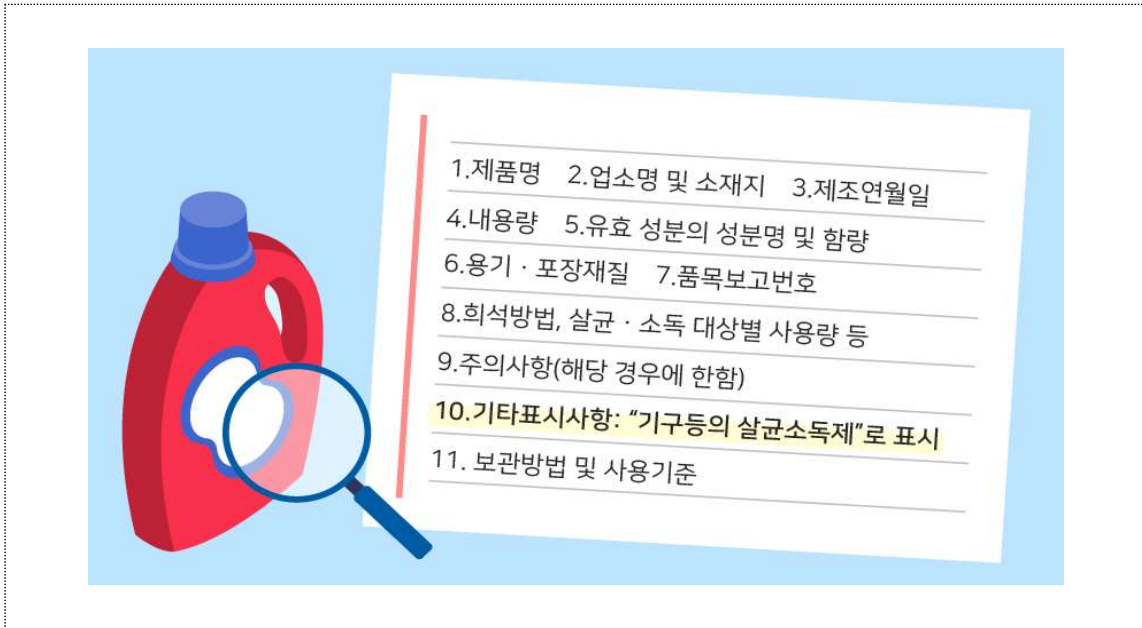 1.제품명 2.업소명 및 소재지 3.제조연월일
4.내용량 5.유효 성분의 성분명 및 함량
6.용기 · 포장재질 7.품목보고번호
8.희석방법, 살균 · 소독 대상별 사용량 등
9.주의사항(해당 경우에 한함)
10.기타표시사항: “기구등의 살균소독제”로 표시
11. 보관방법 및 사용기준